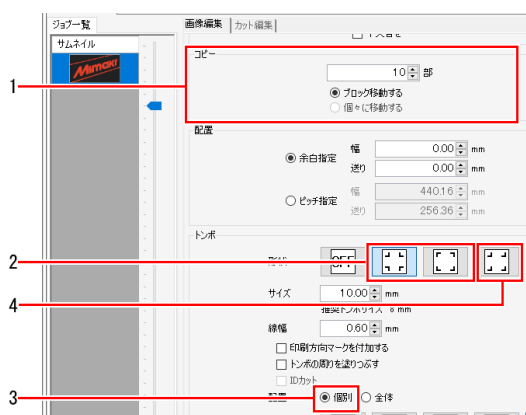 ジョブ一覧
画像編集 カット編集
サムネイル
Mimaki
コピー
10 部
1
ブロック移動する
個々に移動する
配置
余白指定
幅 0.00 mm
送り 0.00 mm
ピッチ指定
幅 440.16 mm
送り 256.36 mm
トンボ
2
OFF
4
サイズ 10.00 mm
推奨トンボサイズ 8 mm
線幅 0.60 mm
印刷方向マークを付加する
トンボの周りを塗りつぶす
IDカット
3
配置 個別 全体